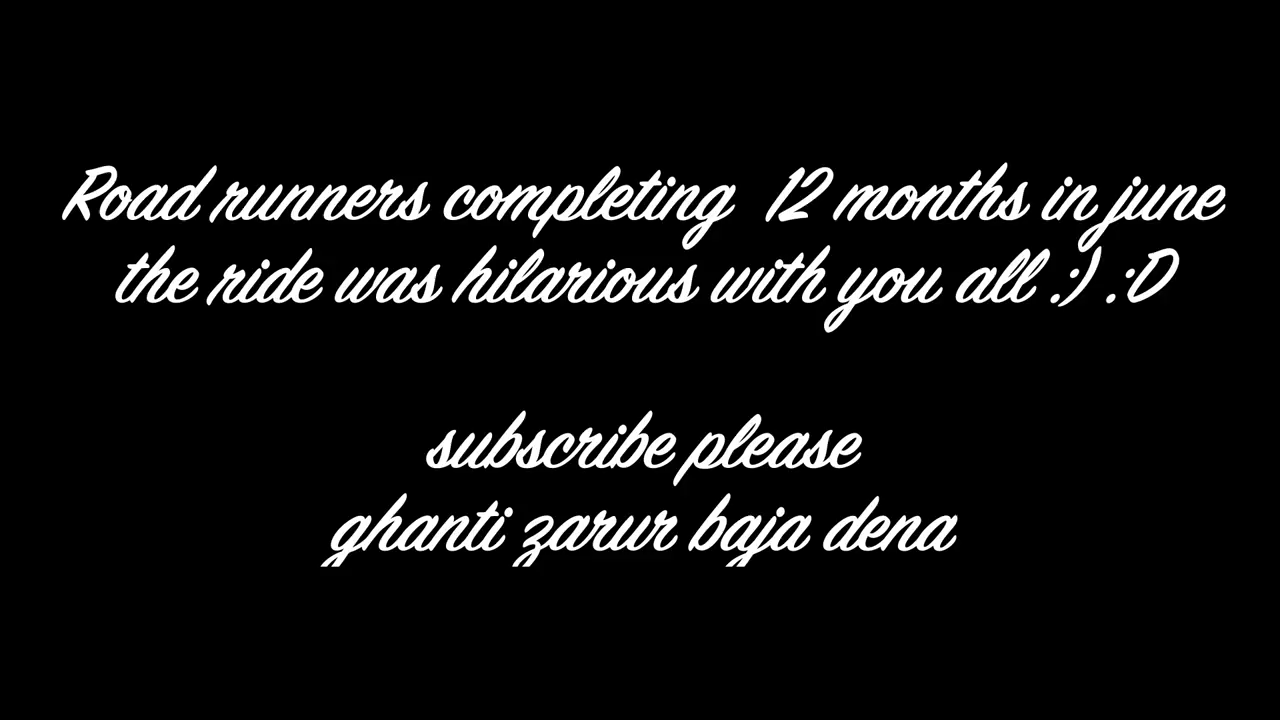 Road runners completing 12 months in june
the ride was hilarious with you all :) :D
subscribe please
ghanti zarur baja dena